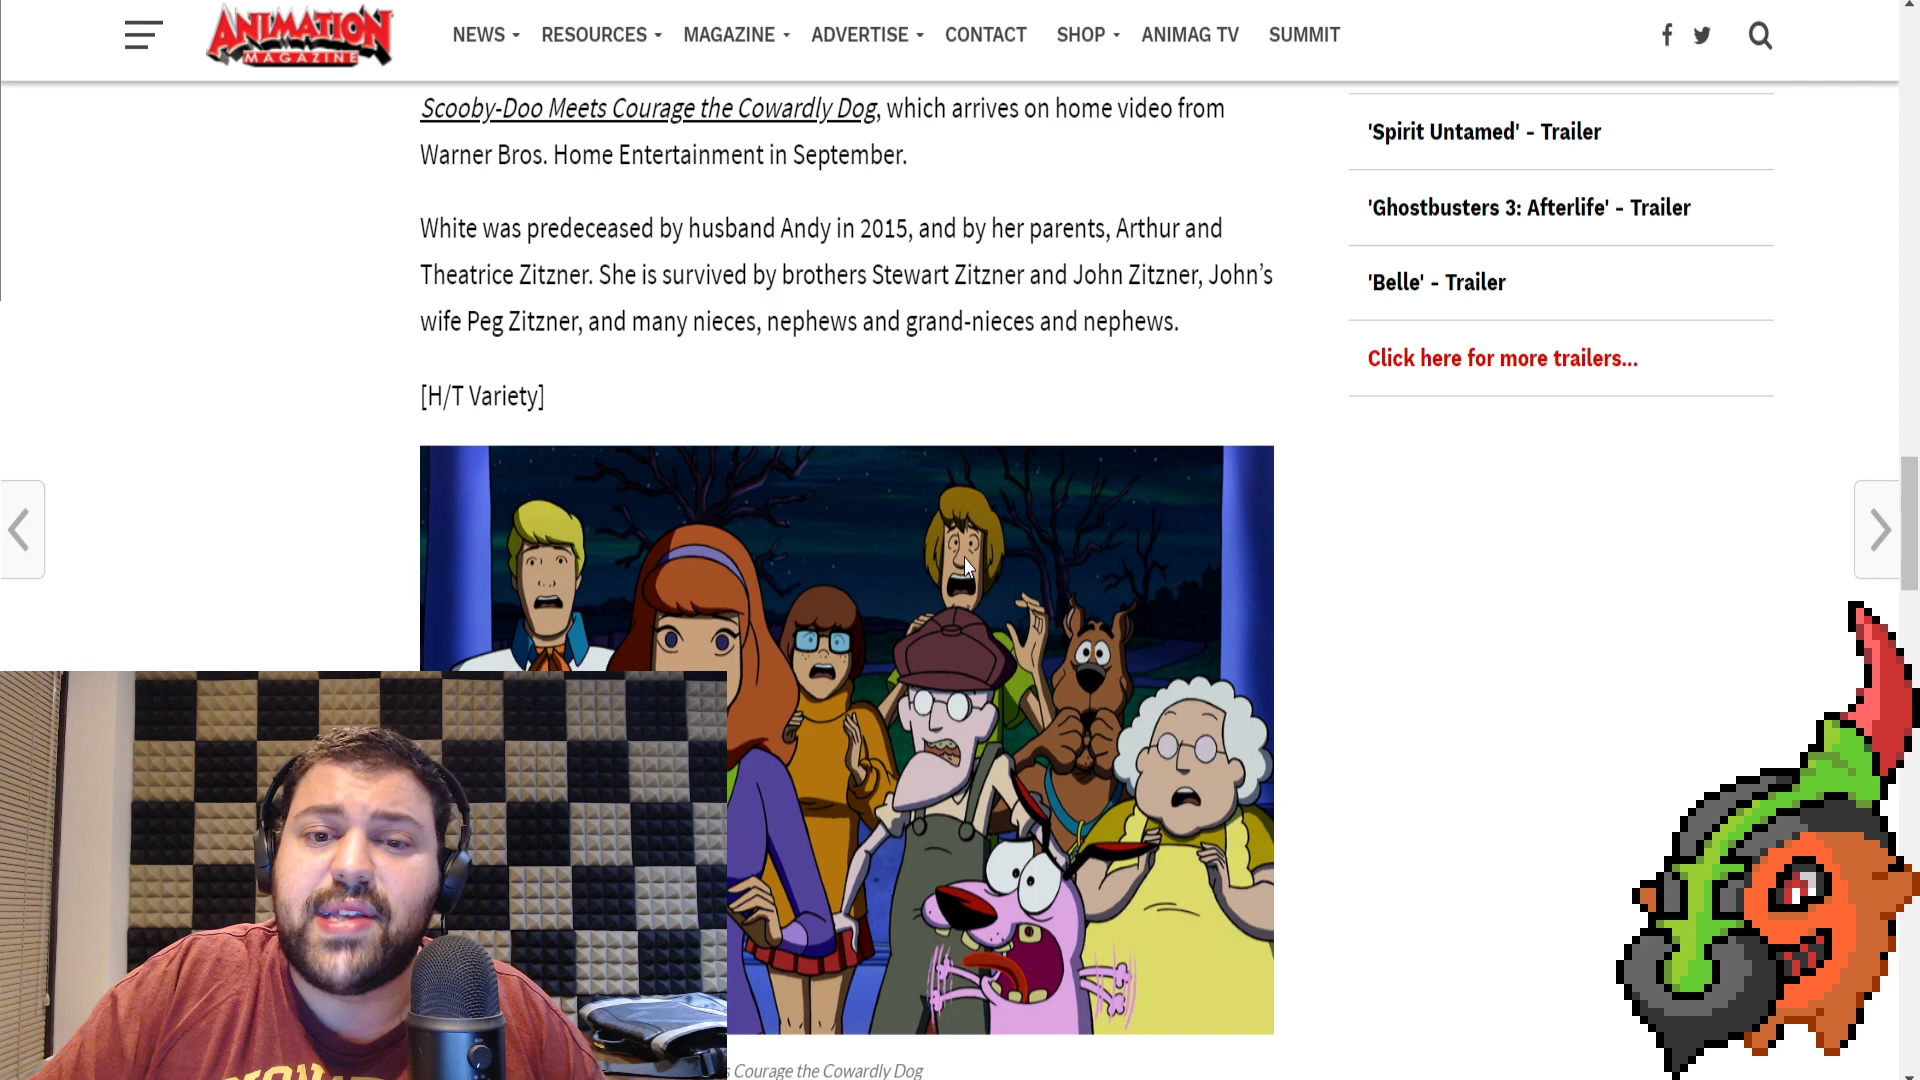 ANIMATION
MAGAZINE
NEWS RESOURCES MAGAZINE ADVERTISE CONTACT SHOP ANIMAG TV SUMMIT
Scooby-Doo Meets Courage the Cowardly Dog, which arrives on home video from
Warner Bros. Home Entertainment in September.
White was predeceased by husband Andy in 2015, and by her parents, Arthur and
Theatrice Zitzner. She is survived by brothers Stewart Zitzner and John Zitzner, John’s
wife Peg Zitzner, and many nieces, nephews and grand-nieces and nephews.
[H/T Variety]
Courage the Cowardly Dog
'Spirit Untamed' - Trailer
'Ghostbusters 3: Afterlife' - Trailer
'Belle' - Trailer
Click here for more trailers...